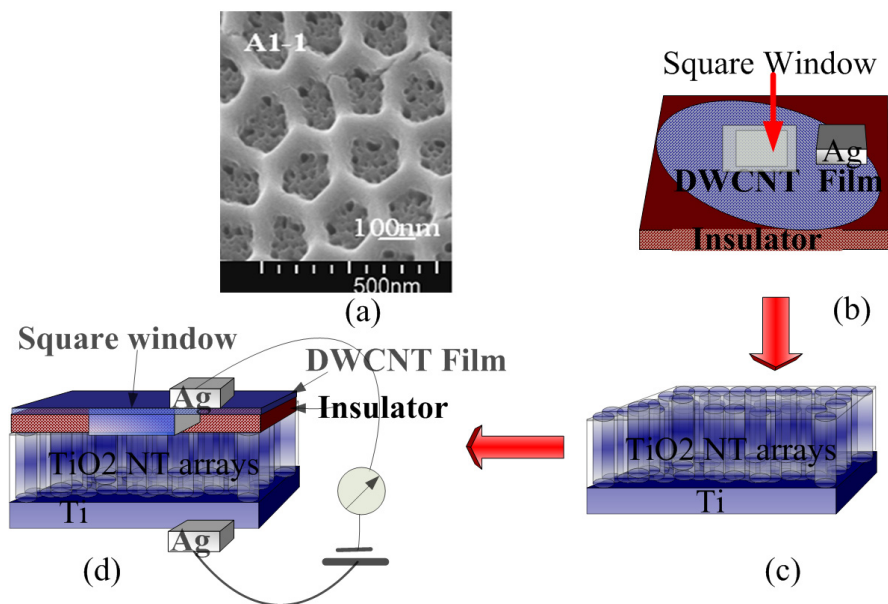 A1-1
100nm
500nm
(a)
Square Window
Ag
DWCNT Film
Insulator
(b)
Square window
DWCNT Film
Ag
Insulator
TiO2 NT arrays
Ti
Ag
(d)
TiO2 NT arrays
Ti
(c)